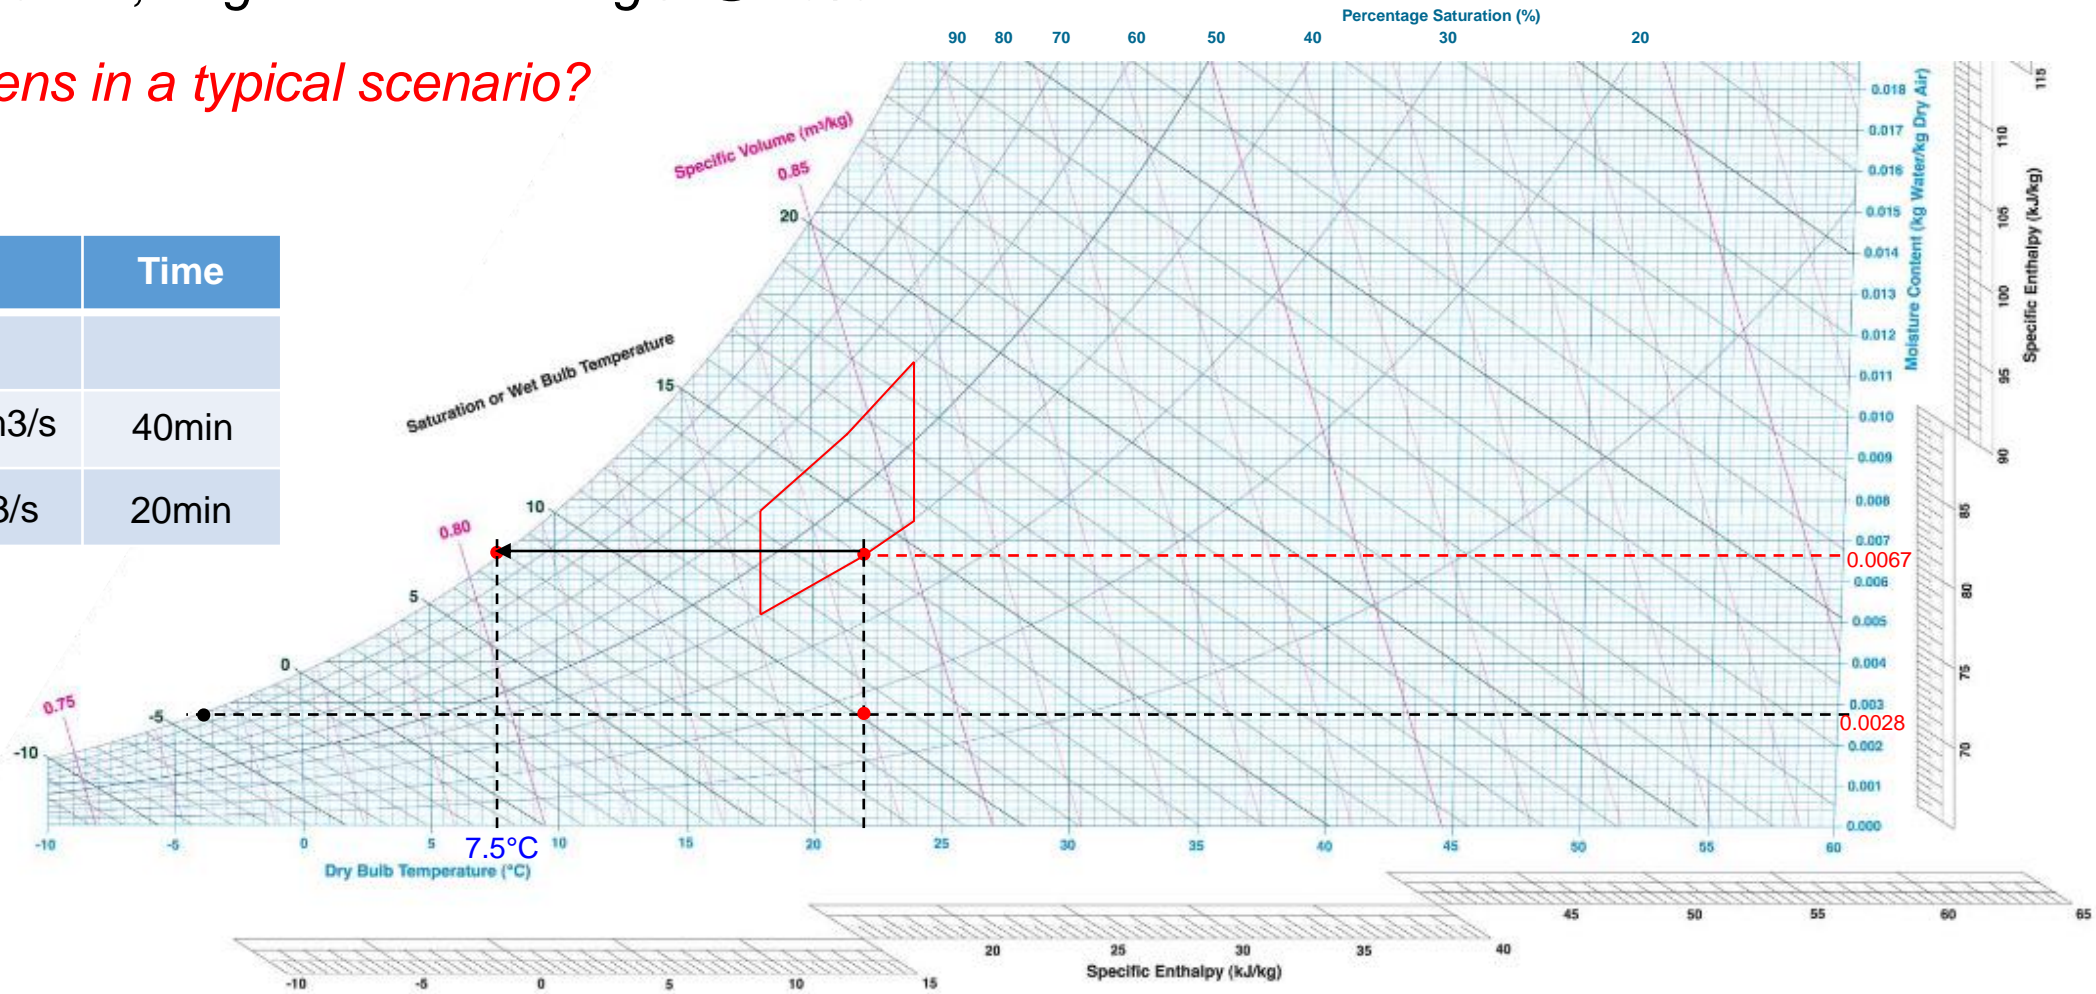 Percentage Saturation (%)
90 80 70 60 50 40 30 20
ens in a typical scenario?
Specific Volume (m³/kg)
0.85
0.80
0.75
Time
n3/s 40min
3/s 20min
Saturation or Wet Bulb Temperature
20
15
10
5
0
-5
-10
0.018
0.017
0.016
0.015
0.014
0.013
0.012
0.011
0.010
0.009
0.008
0.007
0.0067
0.006
0.005
0.004
0.003
0.0028
0.002
0.001
0.000
Moisture Content (kg Water/kg Dry Air)
115
110
105
100
95
90
85
80
75
70
Specific Enthalpy (kJ/kg)
-10 -5 0 5 7.5°C 10 15 20 25 30 35 40 45 50 55 60
Dry Bulb Temperature (°C)
45 50 55 60 65
20 25 30 35 40
Specific Enthalpy (kJ/kg)
-10 -5 0 5 10 15